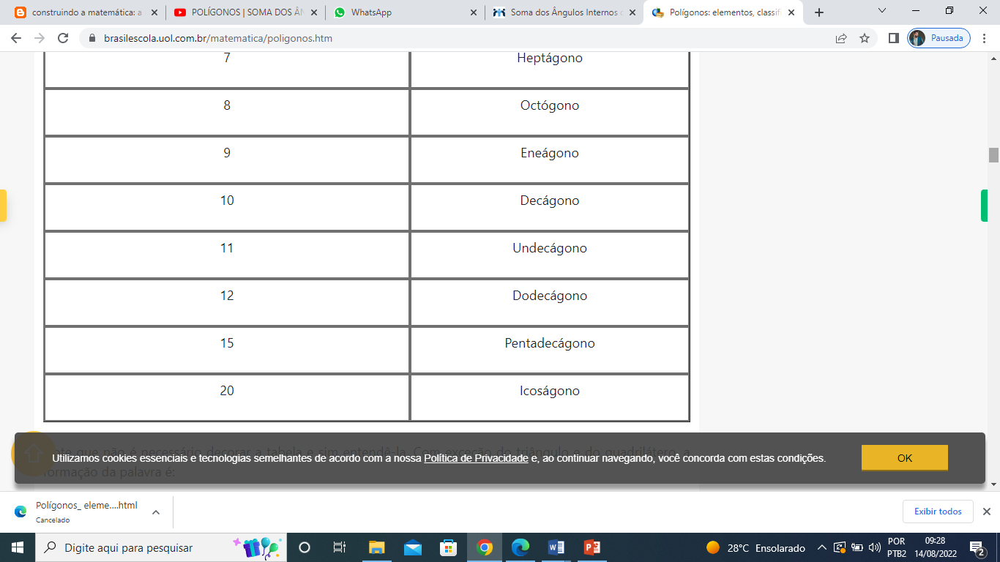 construindo a matemática: a
POLÍGONOS | SOMA DOS ÂN
WhatsApp
Soma dos Ângulos Internos
Polígonos: elementos, classifi
brasilescola.uol.com.br/matematica/poligonos.htm
Pausada
7 Heptágono
8 Octógono
9 Eneágono
10 Decágono
11 Undecágono
12 Dodecágono
15 Pentadecágono
20 Icoságono
que não é necessário decorar a tabela e sim entendê-la. Com exceção do triângulo e do quadrilátero, a
Utilizamos cookies essenciais e tecnologias semelhantes de acordo com a nossa Política de Privacidade e, ao continuar navegando, você concorda com estas condições.
OK
formação da palavra é:
Polígonos_ eleme....html
Cancelado
Exibir todos
Digite aqui para pesquisar
28°C Ensolarado
POR
PTB2
09:28
14/08/2022
2